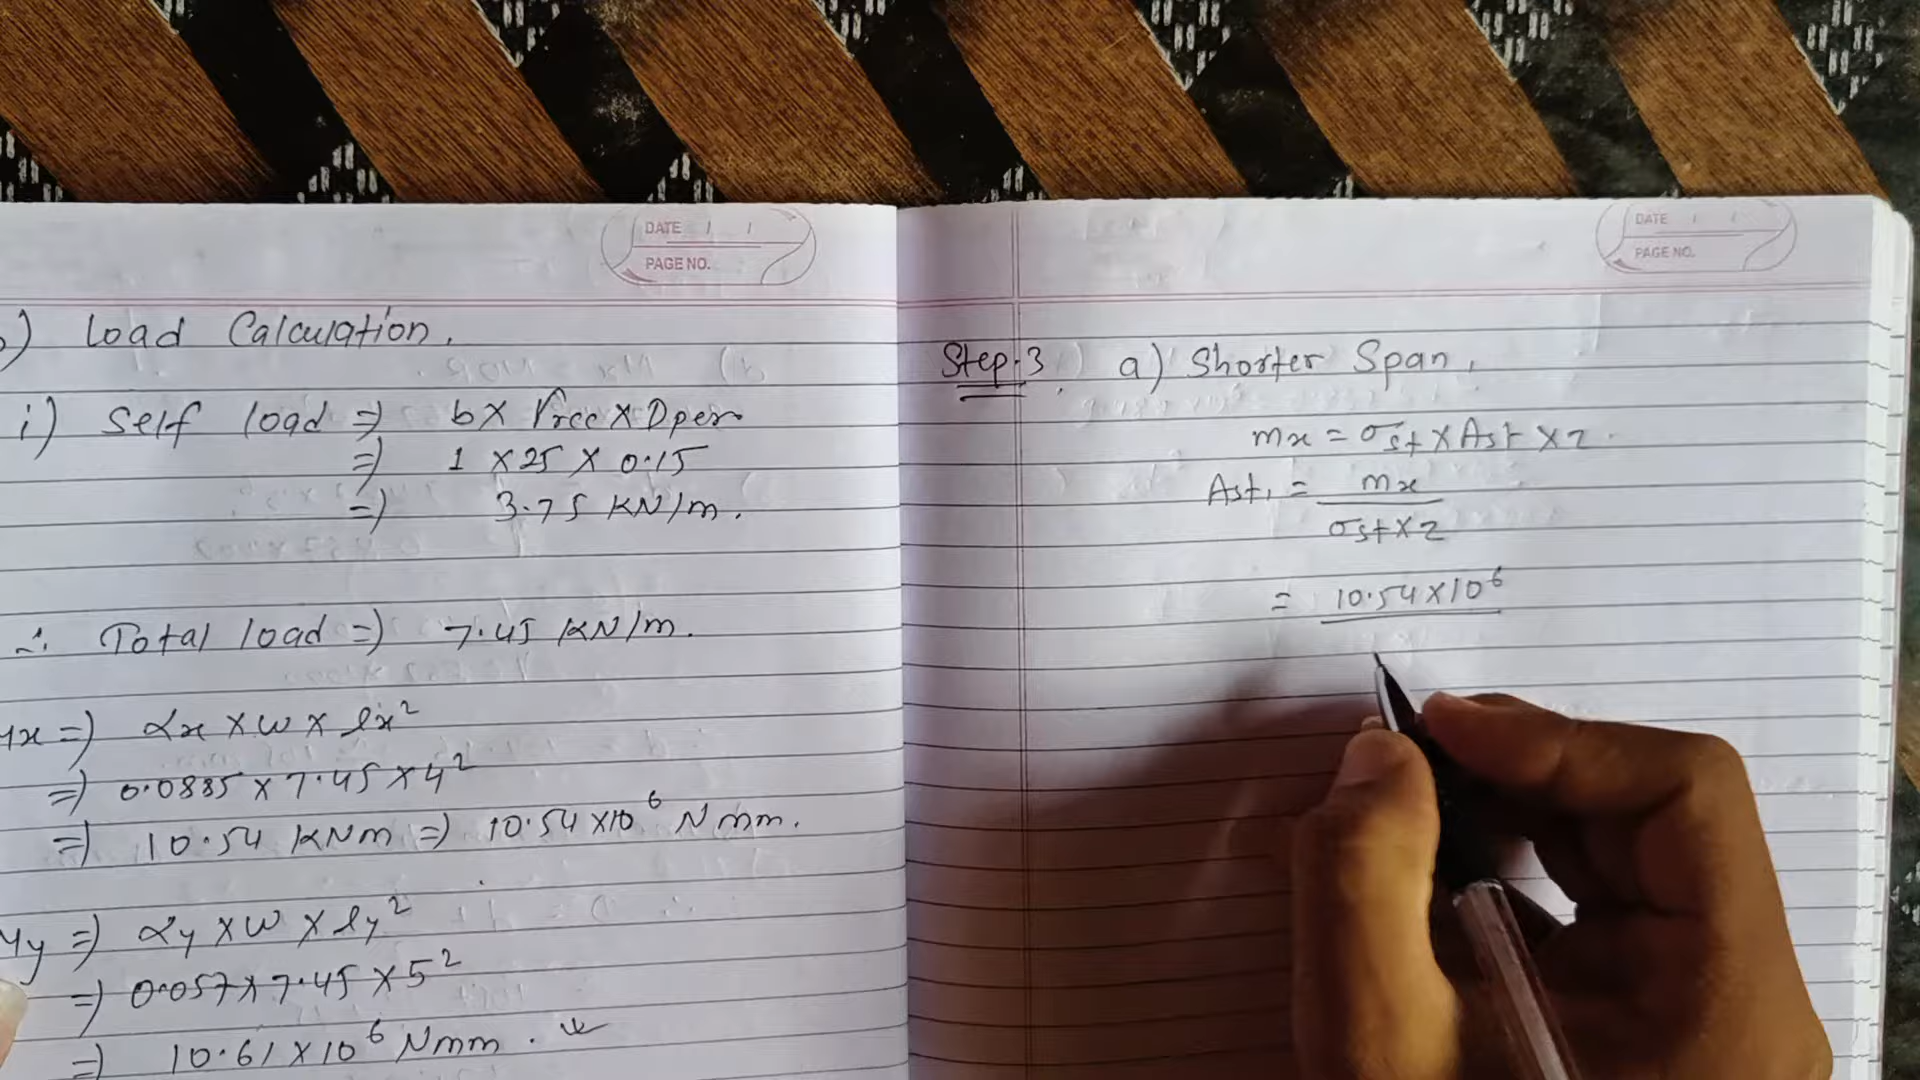 DATE / /
PAGE NO.
) Load Calculation.
i) Self load ⇒ b× γrcc × Dper
⇒ 1 × 25 × 0.15
⇒ 3.75 KN/m.
∴ Total load ⇒ 7.45 KN/m.
Mx ⇒ αx × w × lx²
⇒ 0.0885 × 7.45 × 4²
⇒ 10.54 KNm ⇒ 10.54 ×10⁶ Nmm.
My ⇒ αy × w × ly²
⇒ 0.057 × 7.45 × 5²
⇒ 10.61 × 10⁶ Nmm.
DATE / /
PAGE NO.
Step:3 a) Shorter Span.
mx = σst × Ast × z.
Ast₁ = mx
σst × z
= 10.54 × 10⁶